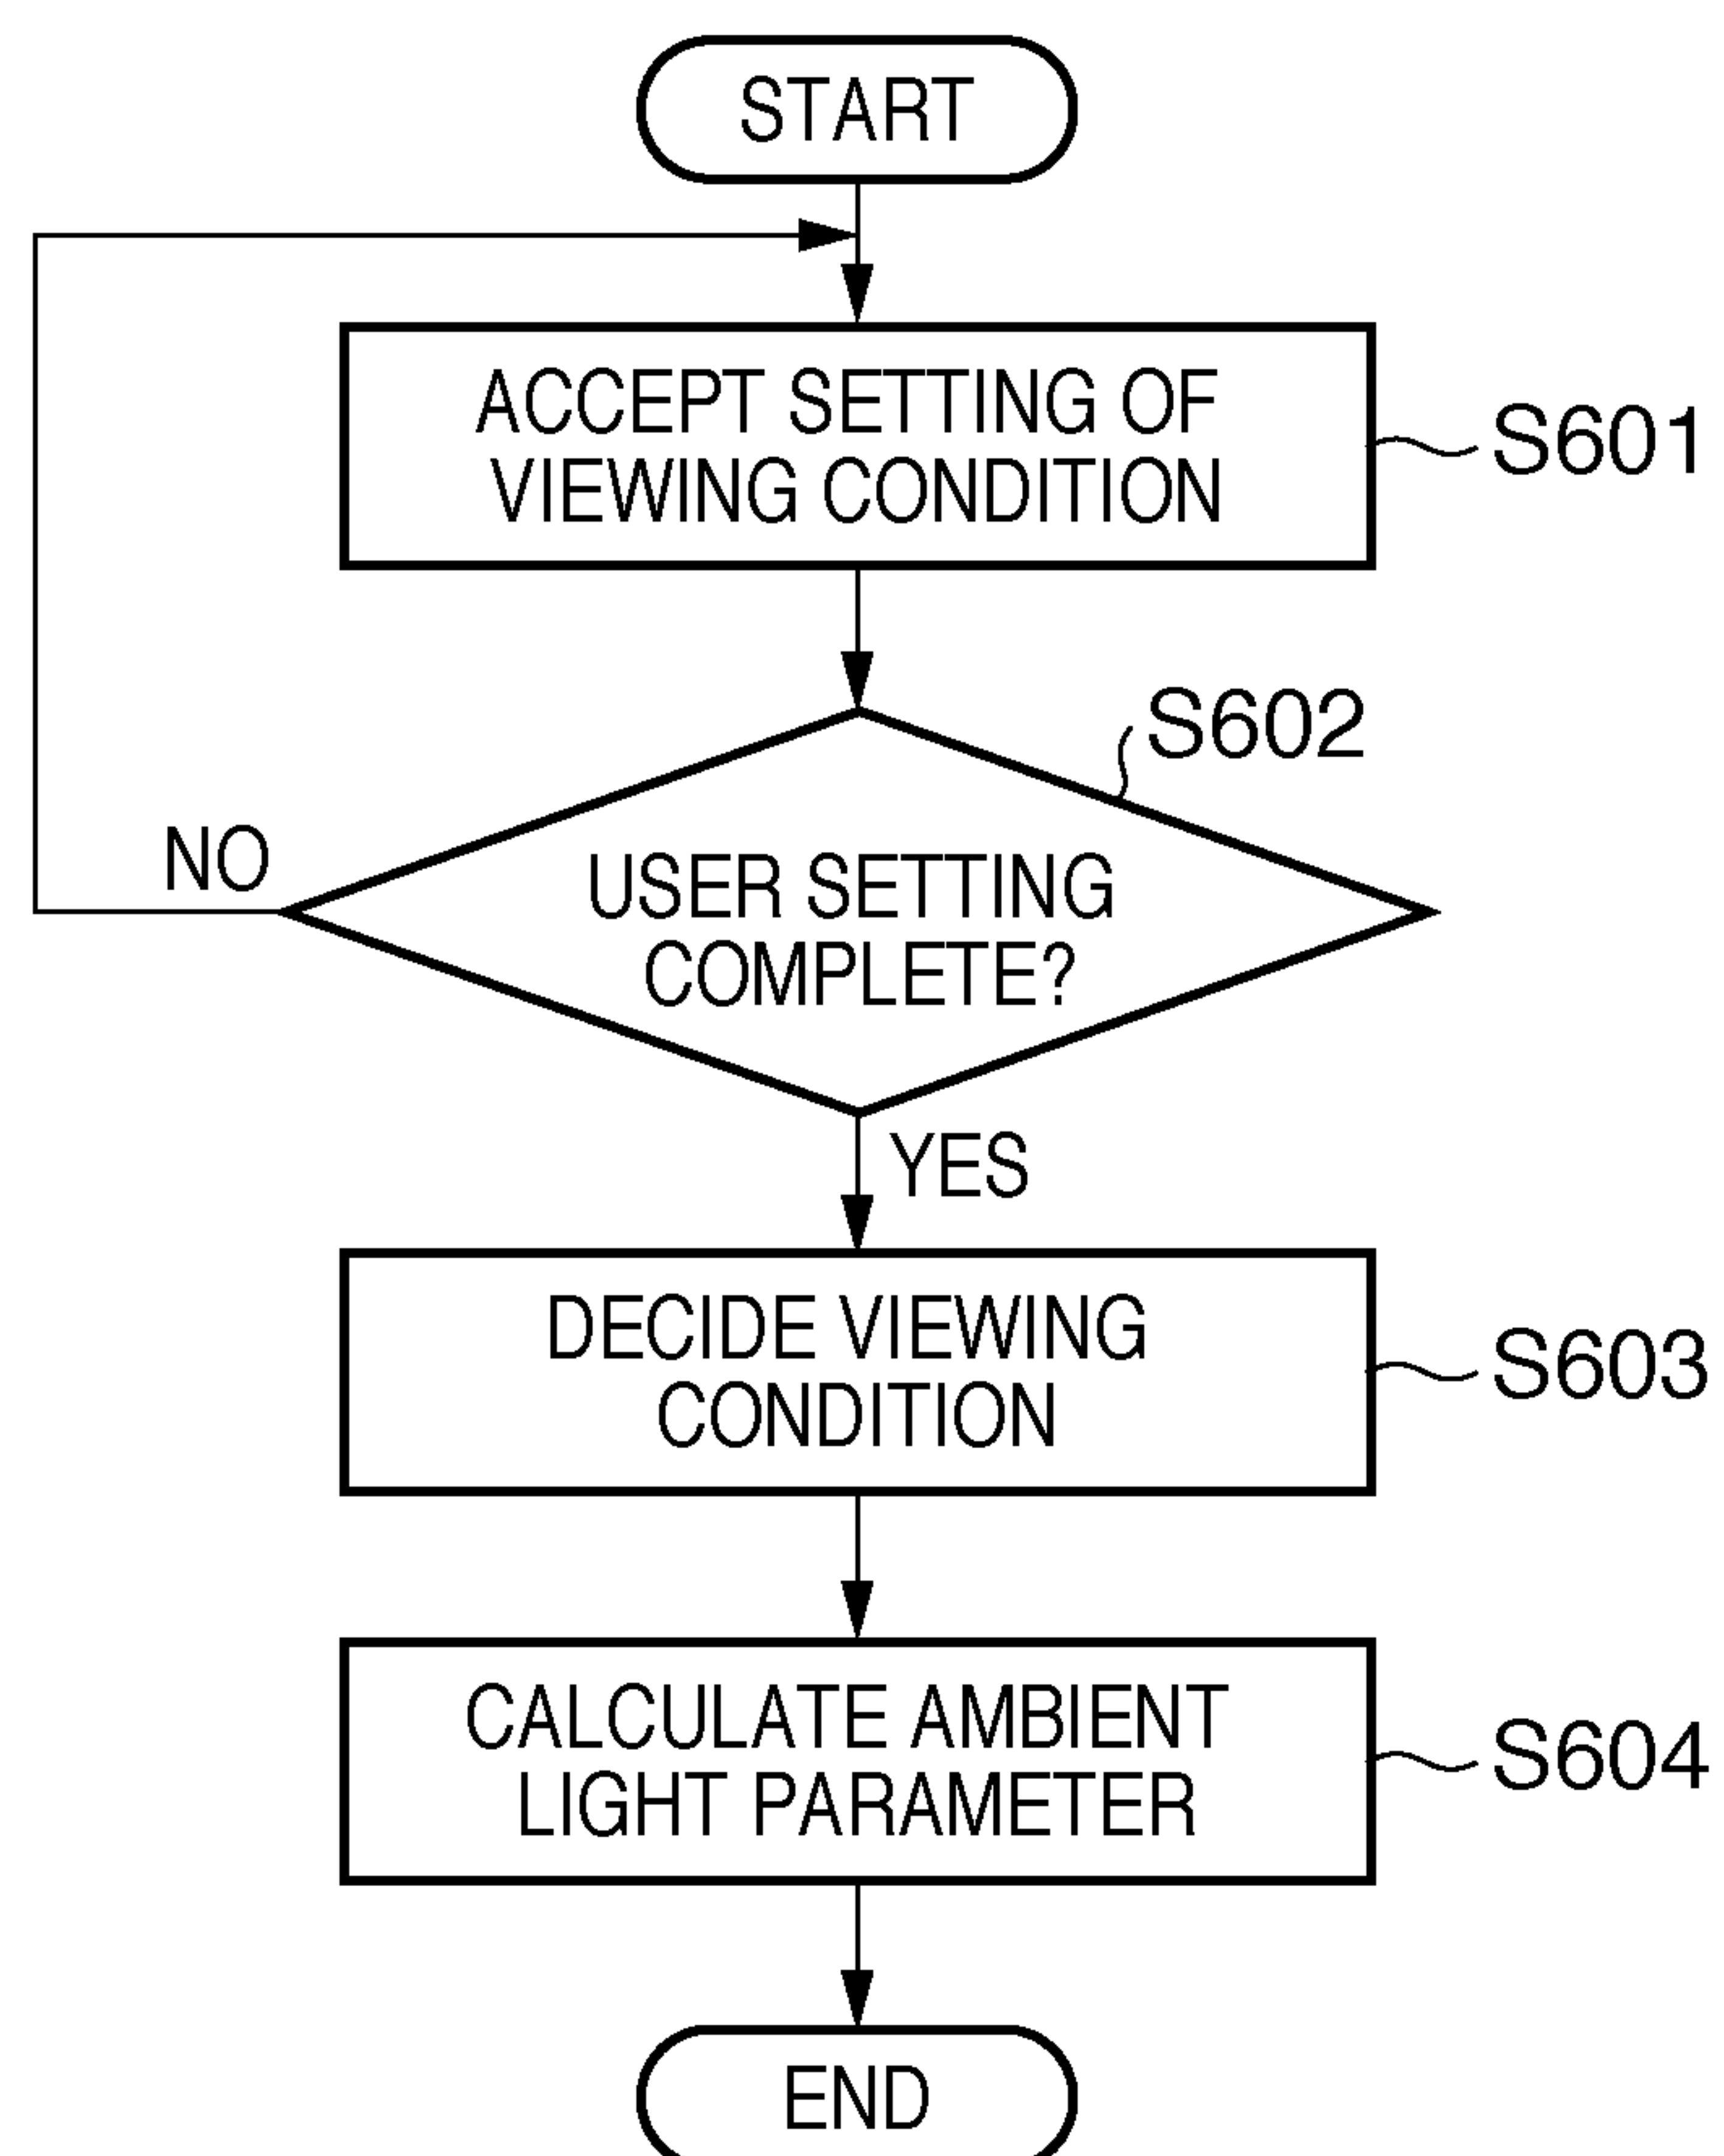 START
ACCEPT SETTING OF
VIEWING CONDITION
S601
S602
NO
USER SETTING
COMPLETE?
YES
DECIDE VIEWING
CONDITION
S603
CALCULATE AMBIENT
LIGHT PARAMETER
S604
END